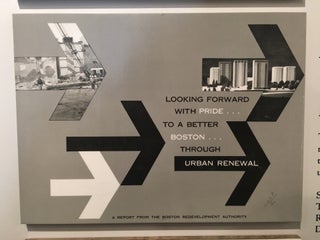 LOOKING FORWARD
WITH PRIDE . . .
TO A BETTER
BOSTON . . .
THROUGH
URBAN RENEWAL
A REPORT FROM THE BOSTON REDEVELOPMENT AUTHORITY